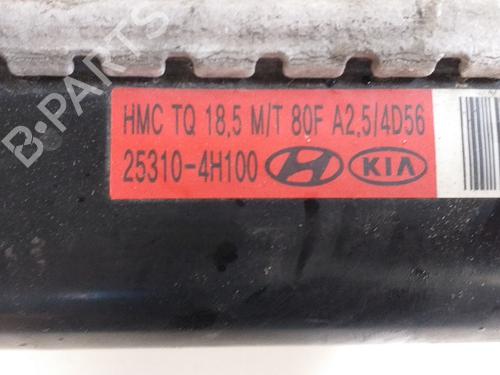 B-PARTS
HMC TQ 18,5 M/T 80F A2,5/4D56
25310-4H100 KIA